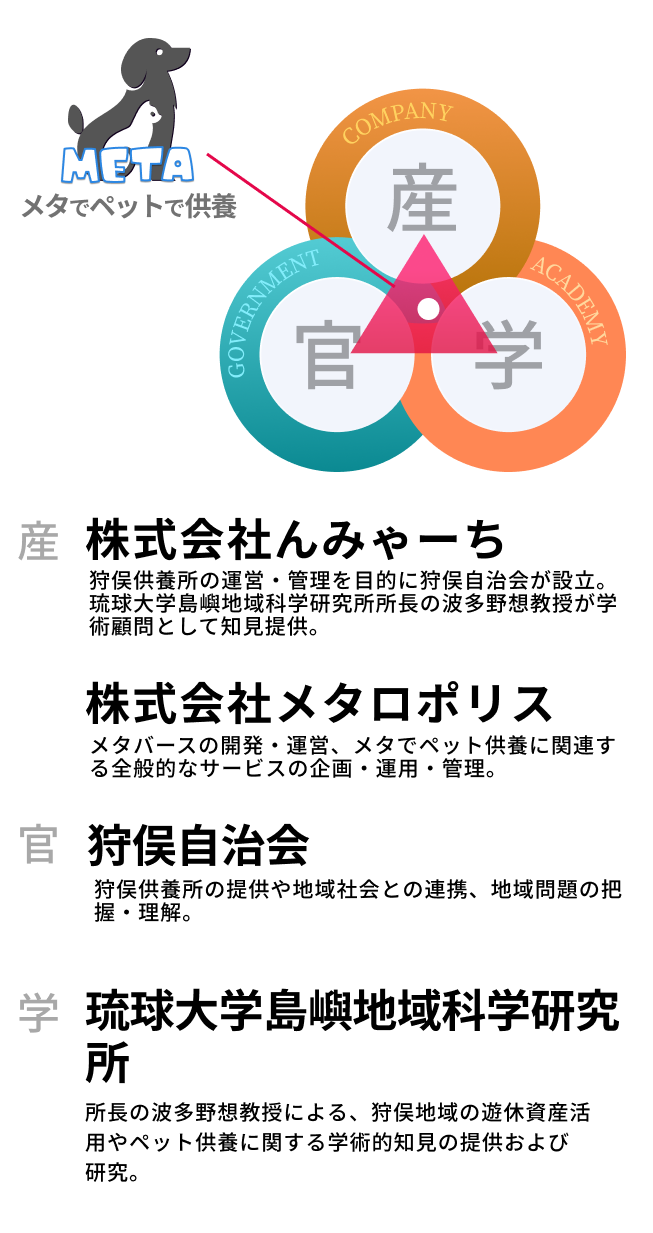 META
メタでペットで供養
COMPANY
産
GOVERNMENT
ACADEMY
官
学
産
株式会社んみゃーち
狩俣供養所の運営・管理を目的に狩俣自治会が設立。
琉球大学島嶼地域科学研究所所長の波多野想教授が学
術顧問として知見提供。
株式会社メタロポリス
メタバースの開発・運営、メタでペット供養に関連す
る全般的なサービスの企画・運用・管理。
官
狩俣自治会
狩俣供養所の提供や地域社会との連携、地域問題の把
握・理解。
学
琉球大学島嶼地域科学研究
所
所長の波多野想教授による、狩俣地域の遊休資産活
用やペット供養に関する学術的知見の提供および
研究。